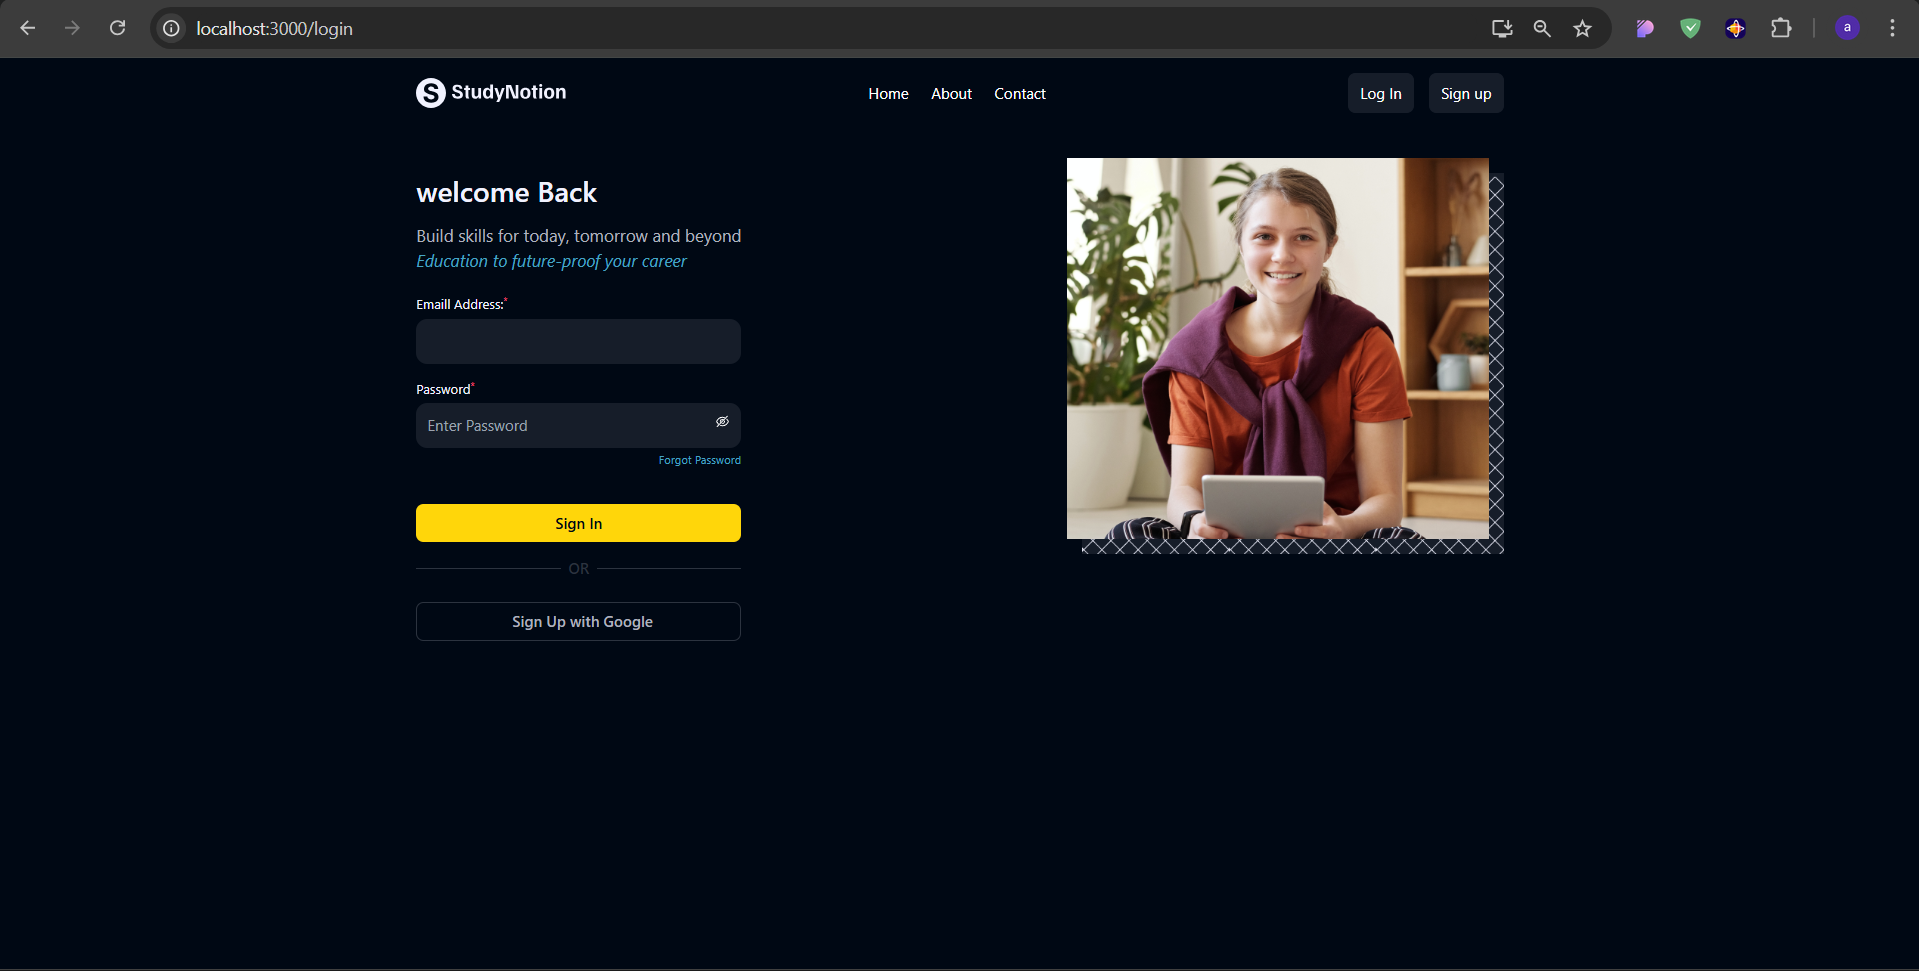 localhost:3000/login
a
S StudyNotion
Home About Contact
Log In Sign up
welcome Back
Build skills for today, tomorrow and beyond
Education to future-proof your career
Emaill Address:*
Password*
Enter Password
Forgot Password
Sign In
OR
Sign Up with Google